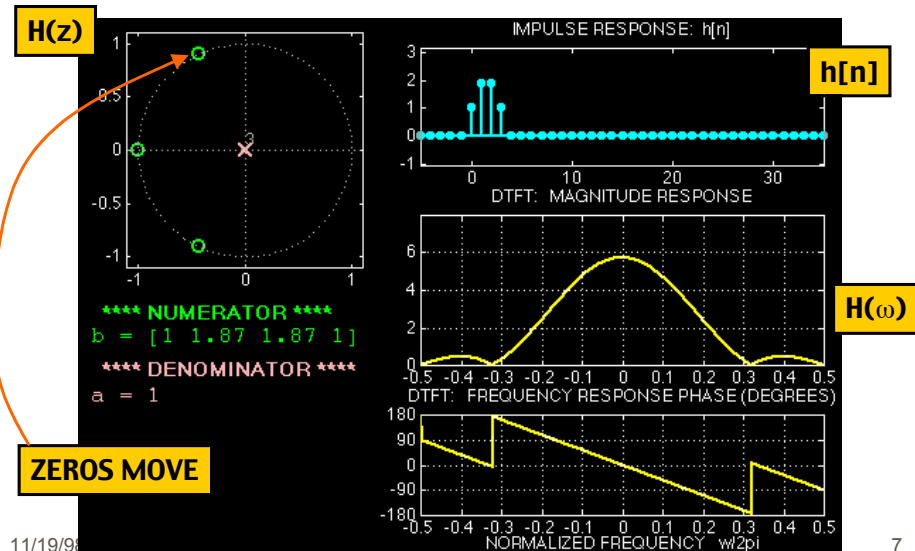 H(z)
1
0.5
0
-0.5
-1
-1 0 1
3
**** NUMERATOR ****
b = [1 1.87 1.87 1]
**** DENOMINATOR ****
a = 1
ZEROS MOVE
IMPULSE RESPONSE: h[n]
h[n]
3
2
1
0
-1
0 10 20 30
DTFT: MAGNITUDE RESPONSE
6
4
2
0
H(ω)
-0.5 -0.4 -0.3 -0.2 -0.1 0 0.1 0.2 0.3 0.4 0.5
DTFT: FREQUENCY RESPONSE PHASE (DEGREES)
180
90
0
-90
-180
-0.5 -0.4 -0.3 -0.2 -0.1 0 0.1 0.2 0.3 0.4 0.5
NORMALIZED FREQUENCY w/2pi
11/19/98
7